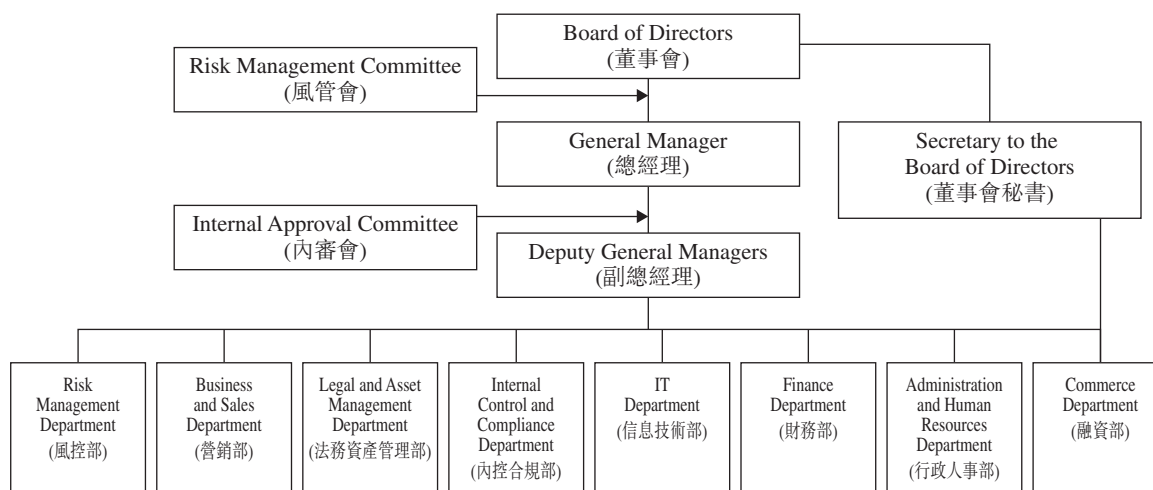 Board of Directors
(董事會)
Risk Management Committee
(風管會)
General Manager
(總經理)
Secretary to the
Board of Directors
(董事會秘書)
Internal Approval Committee
(內審會)
Deputy General Managers
(副總經理)
Risk
Management
Department
(風控部)
Business
and Sales
Department
(營銷部)
Legal and Asset
Management
Department
(法務資產管理部)
Internal
Control and
Compliance
Department
(內控合規部)
IT
Department
(信息技術部)
Finance
Department
(財務部)
Administration
and Human
Resources
Department
(行政人事部)
Commerce
Department
(融資部)